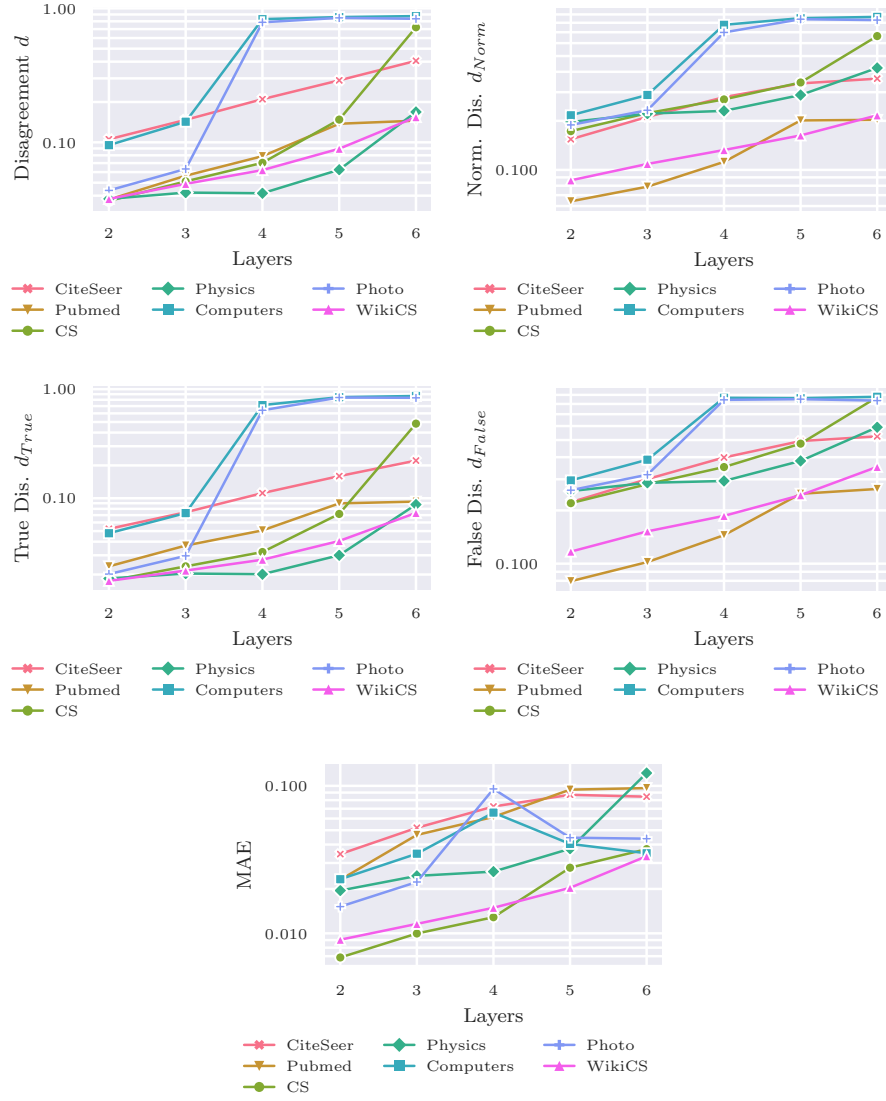 1.00
0.10
Disagreement d
2 3 4 5 6
Layers
CiteSeer Physics Photo
Pubmed Computers WikiCS
CS
0.100
Norm. Dis. d_Norm
2 3 4 5 6
Layers
CiteSeer Physics Photo
Pubmed Computers WikiCS
CS
1.00
0.10
True Dis. d_True
2 3 4 5 6
Layers
CiteSeer Physics Photo
Pubmed Computers WikiCS
CS
0.100
False Dis. d_False
2 3 4 5 6
Layers
CiteSeer Physics Photo
Pubmed Computers WikiCS
CS
0.100
0.010
MAE
2 3 4 5 6
Layers
CiteSeer Physics Photo
Pubmed Computers WikiCS
CS